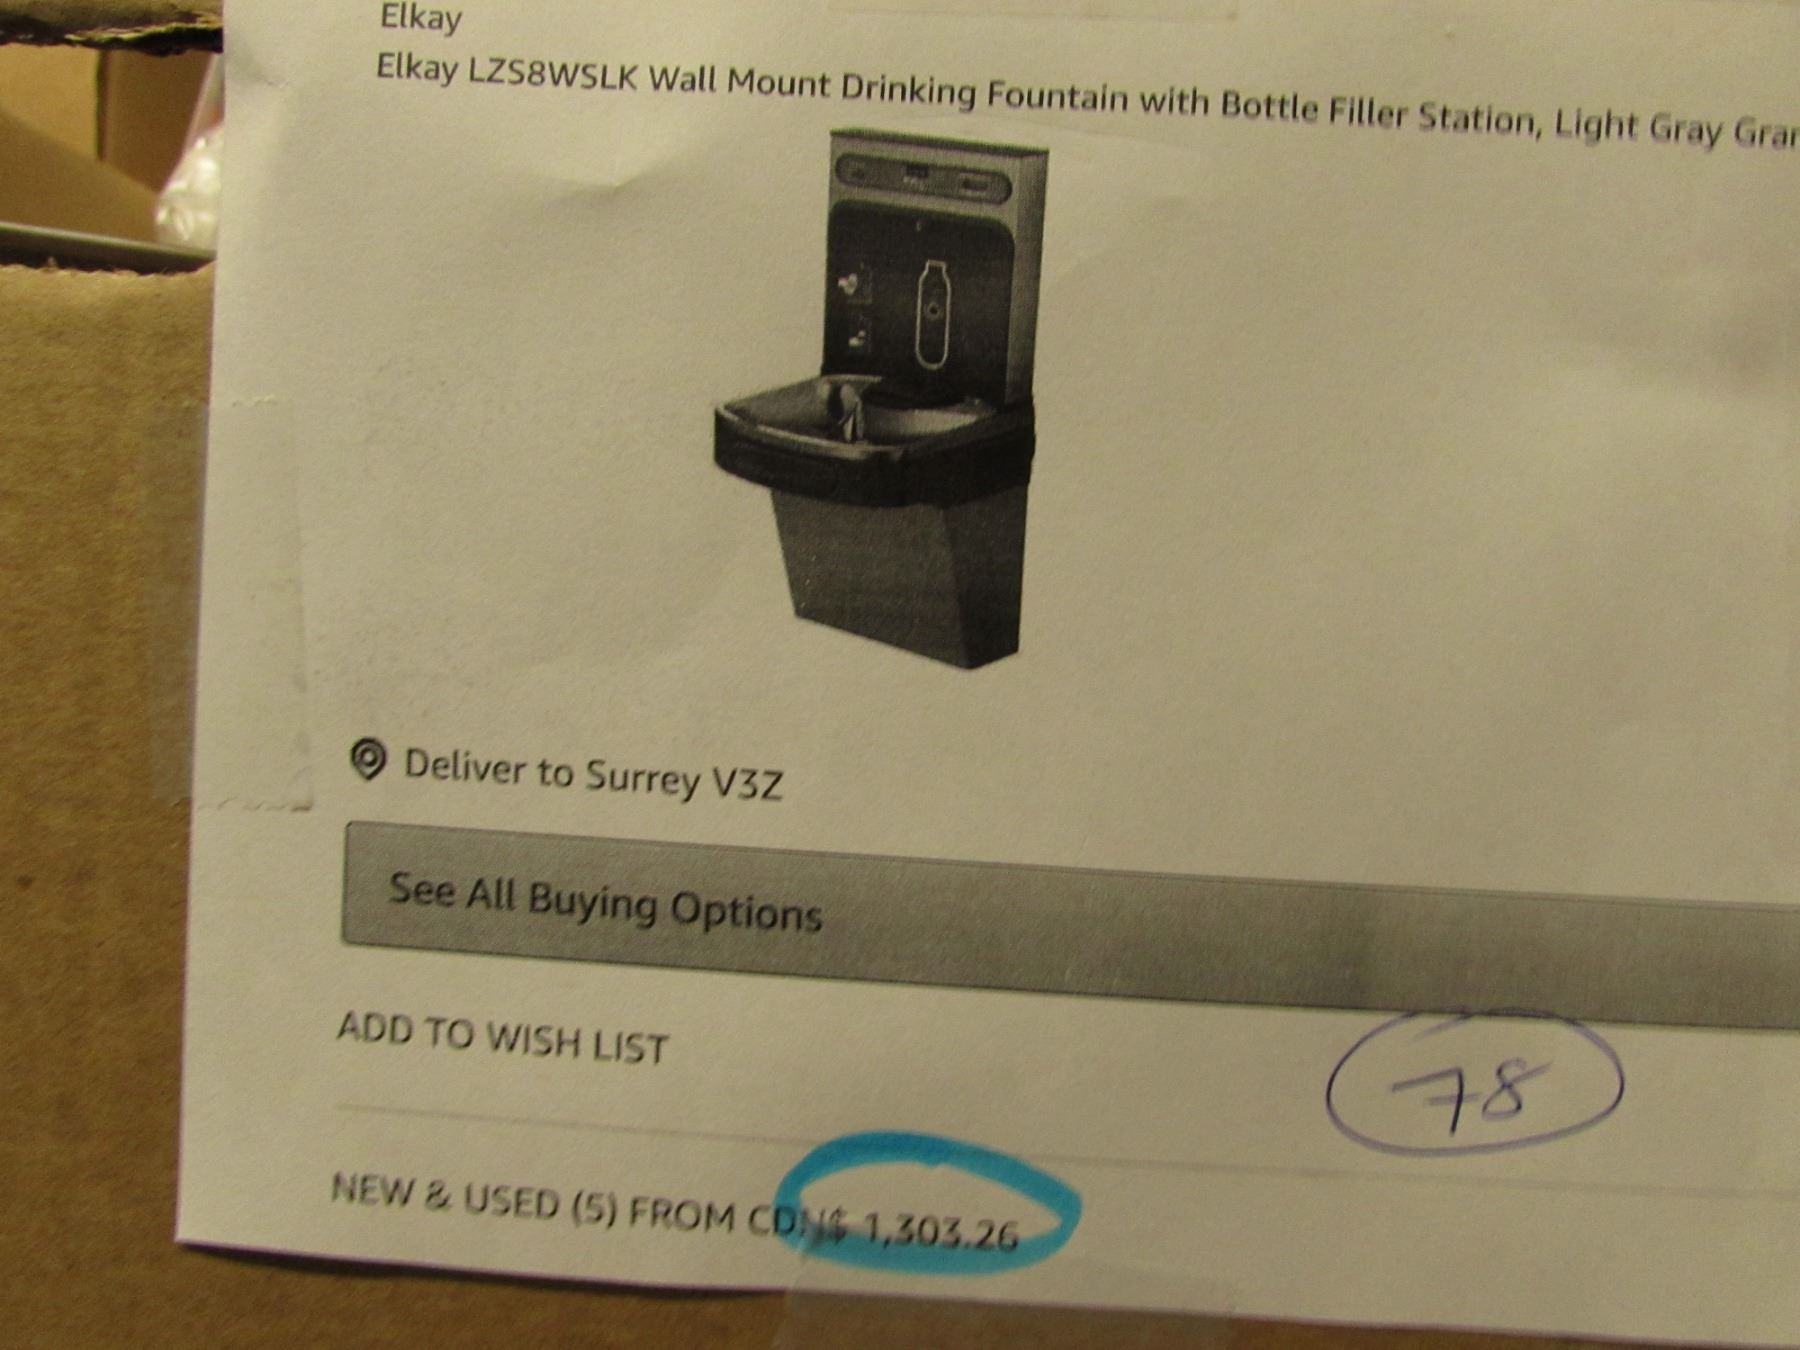 Elkay
Elkay LZS8WSLK Wall Mount Drinking Fountain with Bottle Filler Station, Light Gray Gran
Deliver to Surrey V3Z
See All Buying Options
ADD TO WISH LIST
78
NEW & USED (5) FROM CDN$ 1,303.26